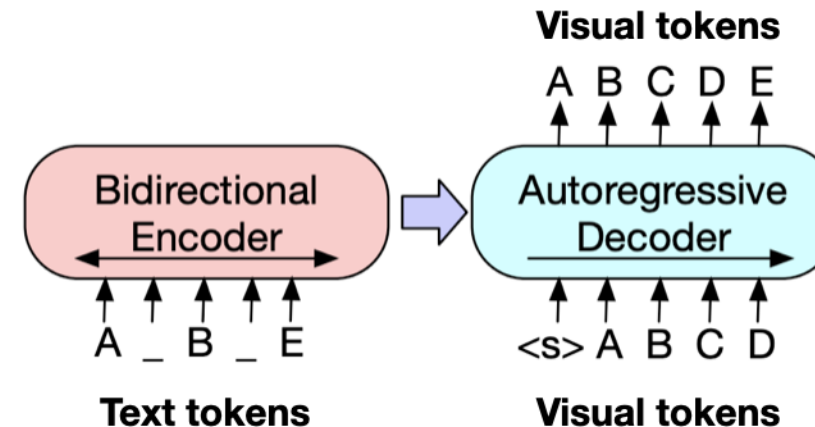 Visual tokens
A B C D E
Bidirectional
Encoder
Autoregressive
Decoder
A _ B _ E
<s> A B C D
Text tokens
Visual tokens